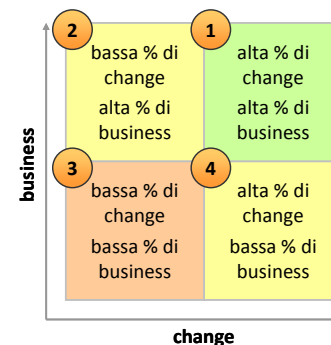 2
bassa % di
change
alta % di
business
1
alta % di
change
alta % di
business
3
bassa % di
change
bassa % di
business
4
alta % di
change
bassa % di
business
business
change